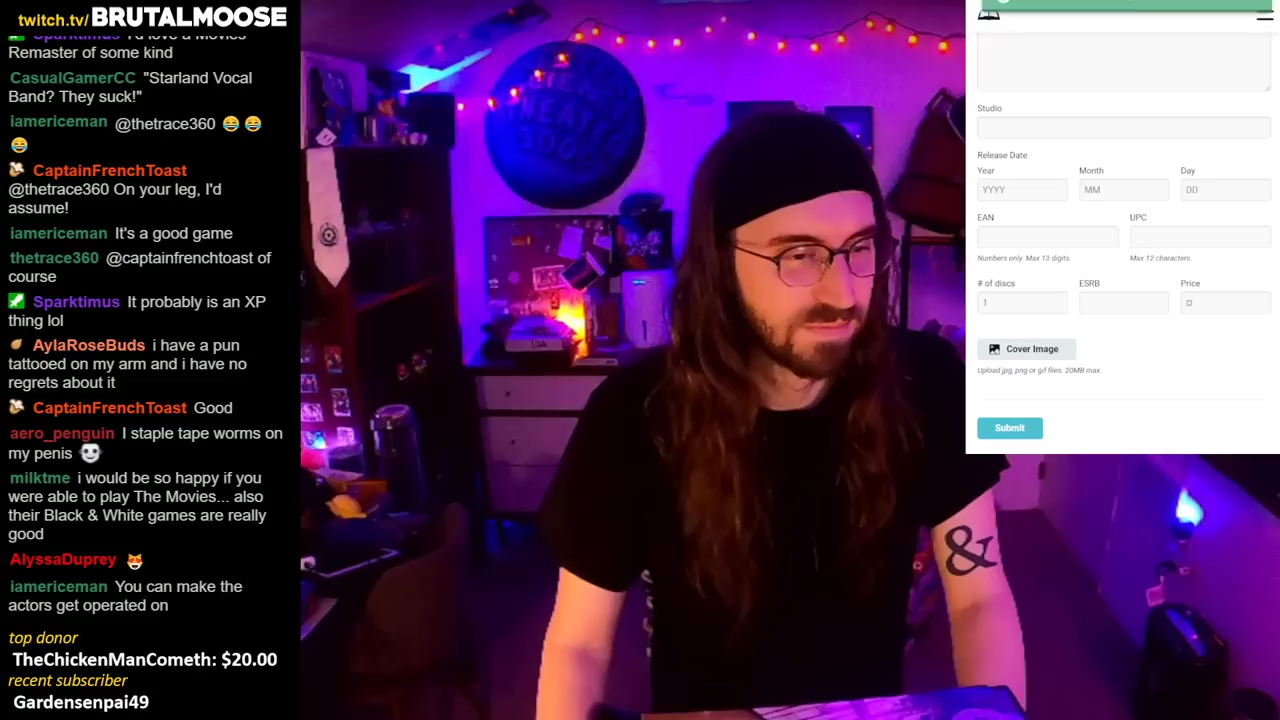 twitch.tv/BRUTALMOOSE
Sparktimus I'd love a Movies
Remaster of some kind
CasualGamerCC "Starland Vocal
Band? They suck!"
iamericeman @thetrace360 😂 😂
😂
CaptainFrenchToast
@thetrace360 On your leg, I'd
assume!
iamericeman It's a good game
thetrace360 @captainfrenchtoast of
course
Sparktimus It probably is an XP
thing lol
AylaRoseBuds i have a pun
tattooed on my arm and i have no
regrets about it
CaptainFrenchToast Good
aero_penguin I staple tape worms on
my penis
milktme i would be so happy if you
were able to play The Movies... also
their Black & White games are really
good
AlyssaDuprey 😻
iamericeman You can make the
actors get operated on
top donor
TheChickenManCometh: $20.00
recent subscriber
Gardensenpai49
&
Studio
Release Date
Year Month Day
YYYY MM DD
EAN UPC
Numbers only. Max 13 digits. Max 12 characters.
# of discs ESRB Price
1 ¤
Cover Image
Upload jpg, png or gif files. 20MB max.
Submit